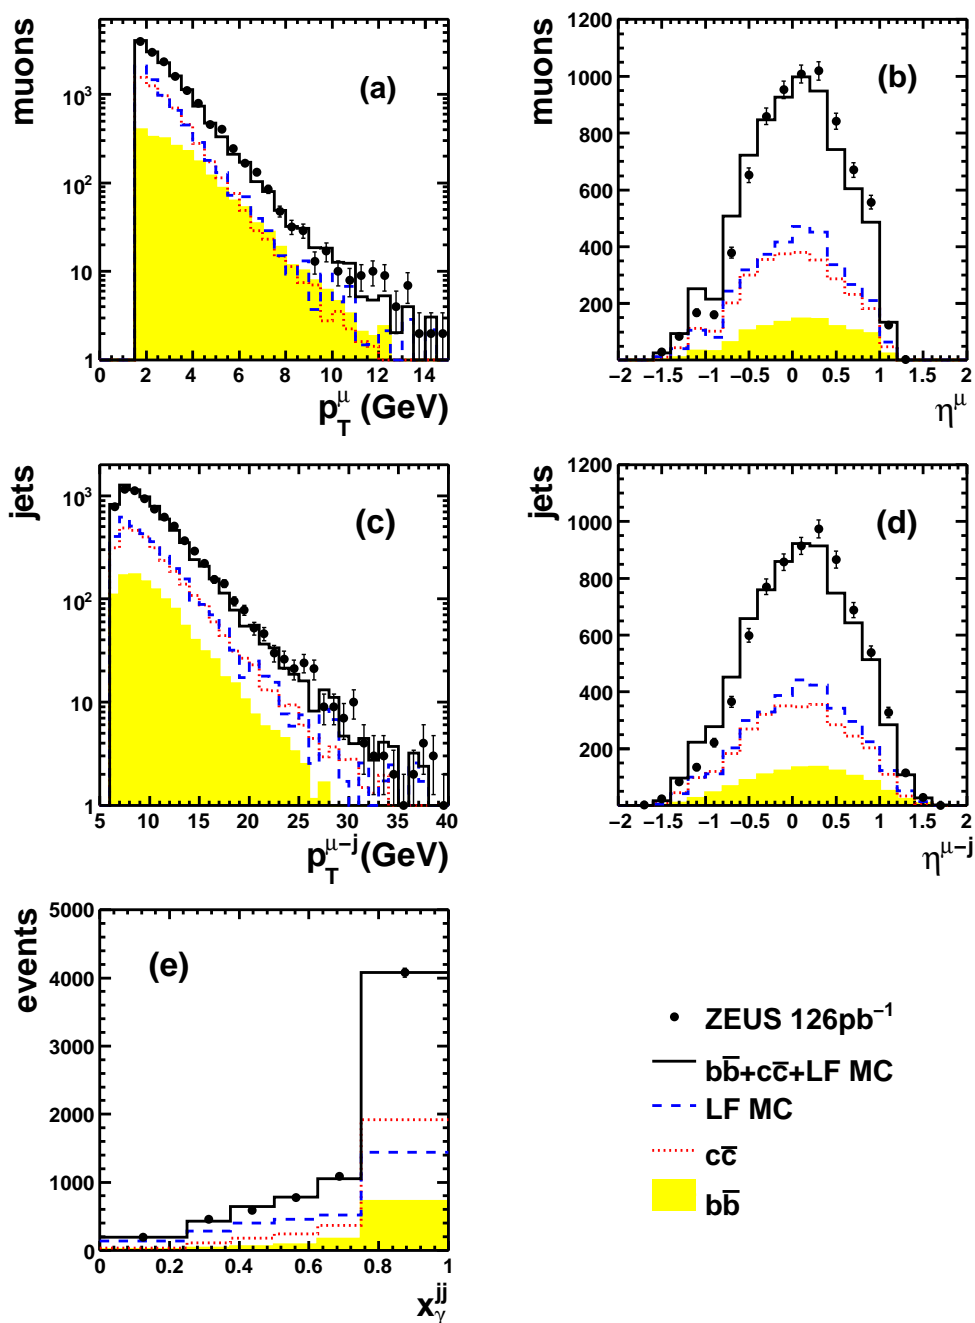 muons
(a)
10³
10²
10
1
0 2 4 6 8 10 12 14
p_T^μ (GeV)
muons
(b)
1200
1000
800
600
400
200
−2 −1.5 −1 −0.5 0 0.5 1 1.5 2
η^μ
jets
(c)
10³
10²
10
1
5 10 15 20 25 30 35 40
p_T^{μ−j} (GeV)
jets
(d)
1200
1000
800
600
400
200
−2 −1.5 −1 −0.5 0 0.5 1 1.5 2
η^{μ−j}
events
(e)
5000
4000
3000
2000
1000
0
0 0.2 0.4 0.6 0.8 1
x_γ^{jj}
ZEUS 126pb⁻¹
bb̅+cc̅+LF MC
LF MC
cc̅
bb̅